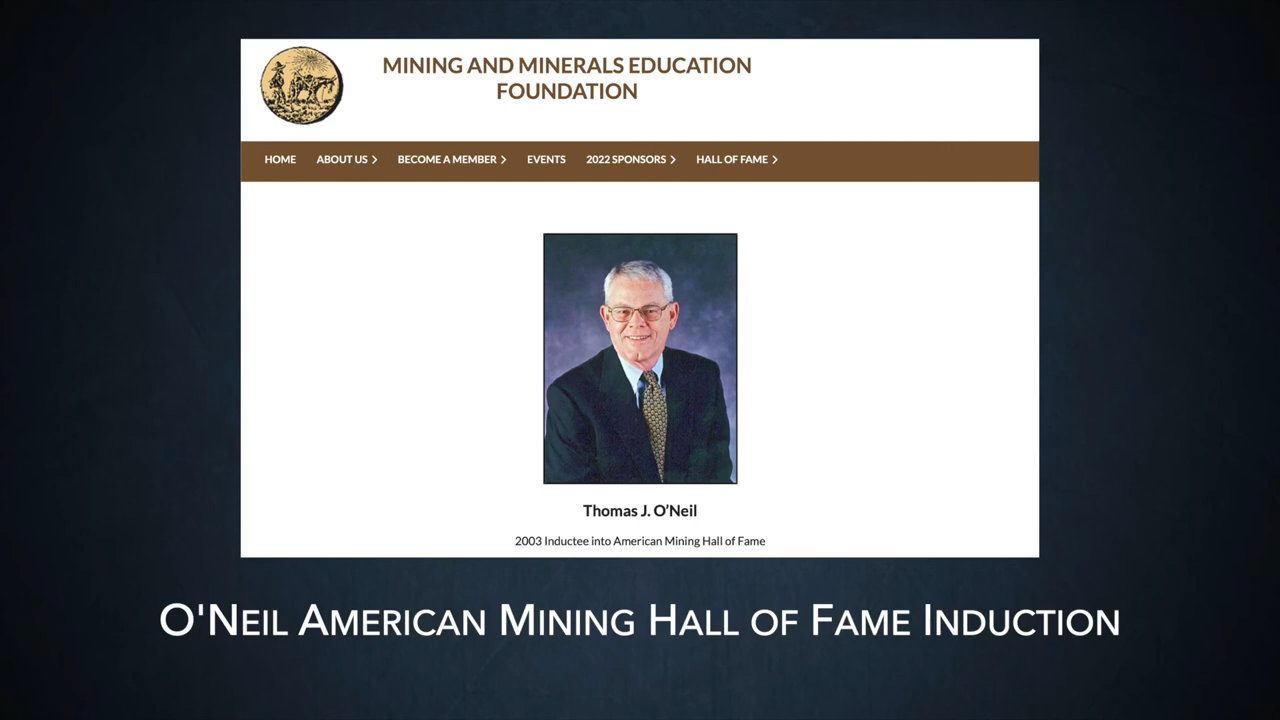 MINING AND MINERALS EDUCATION
FOUNDATION
HOME ABOUT US BECOME A MEMBER EVENTS 2022 SPONSORS HALL OF FAME
Thomas J. O’Neil
2003 Inductee into American Mining Hall of Fame
O'NEIL AMERICAN MINING HALL OF FAME INDUCTION